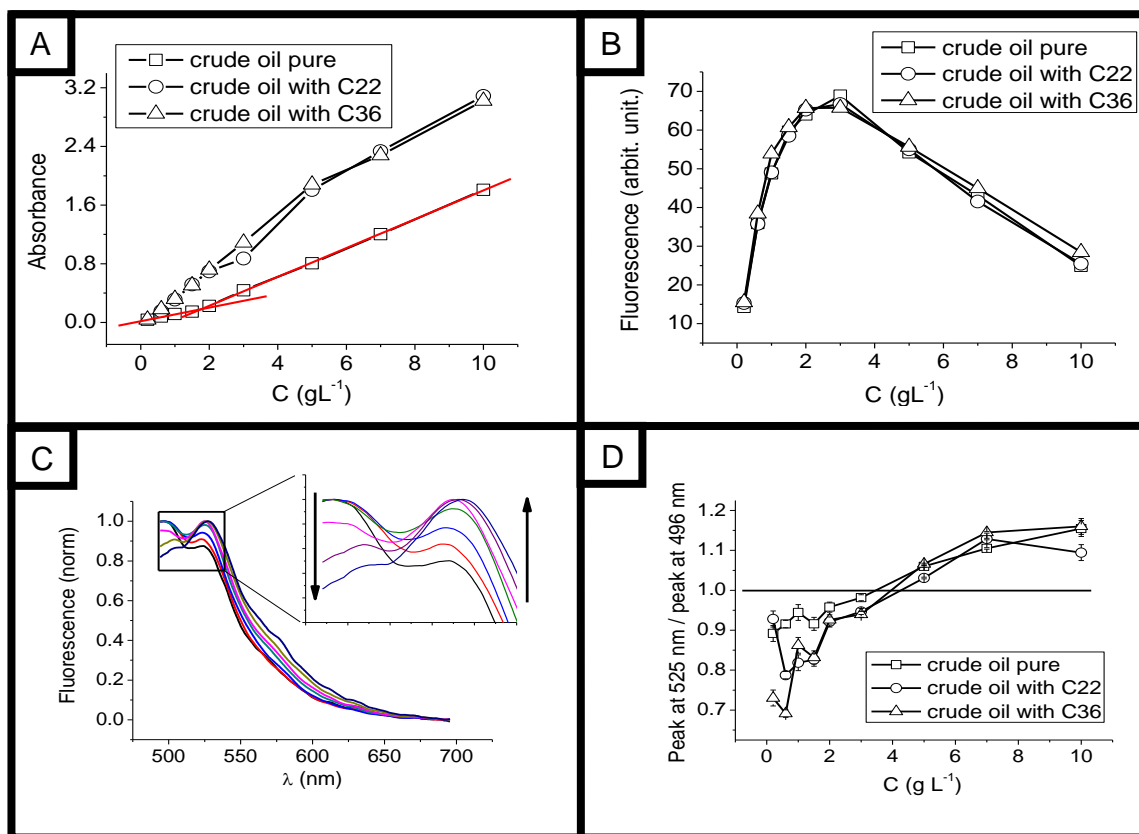 A
crude oil pure
crude oil with C22
crude oil with C36
3.2
2.4
1.6
0.8
0.0
Absorbance
0 2 4 6 8 10
C (gL-1)
B
crude oil pure
crude oil with C22
crude oil with C36
70
60
50
40
30
20
10
Fluorescence (arbit. unit.)
0 2 4 6 8 10
C (gL-1)
C
1.0
0.8
0.6
0.4
0.2
0.0
Fluorescence (norm)
500 550 600 650 700
λ (nm)
D
1.2
1.1
1.0
0.9
0.8
0.7
Peak at 525 nm / peak at 496 nm
crude oil pure
crude oil with C22
crude oil with C36
0 2 4 6 8 10
C (g L-1)